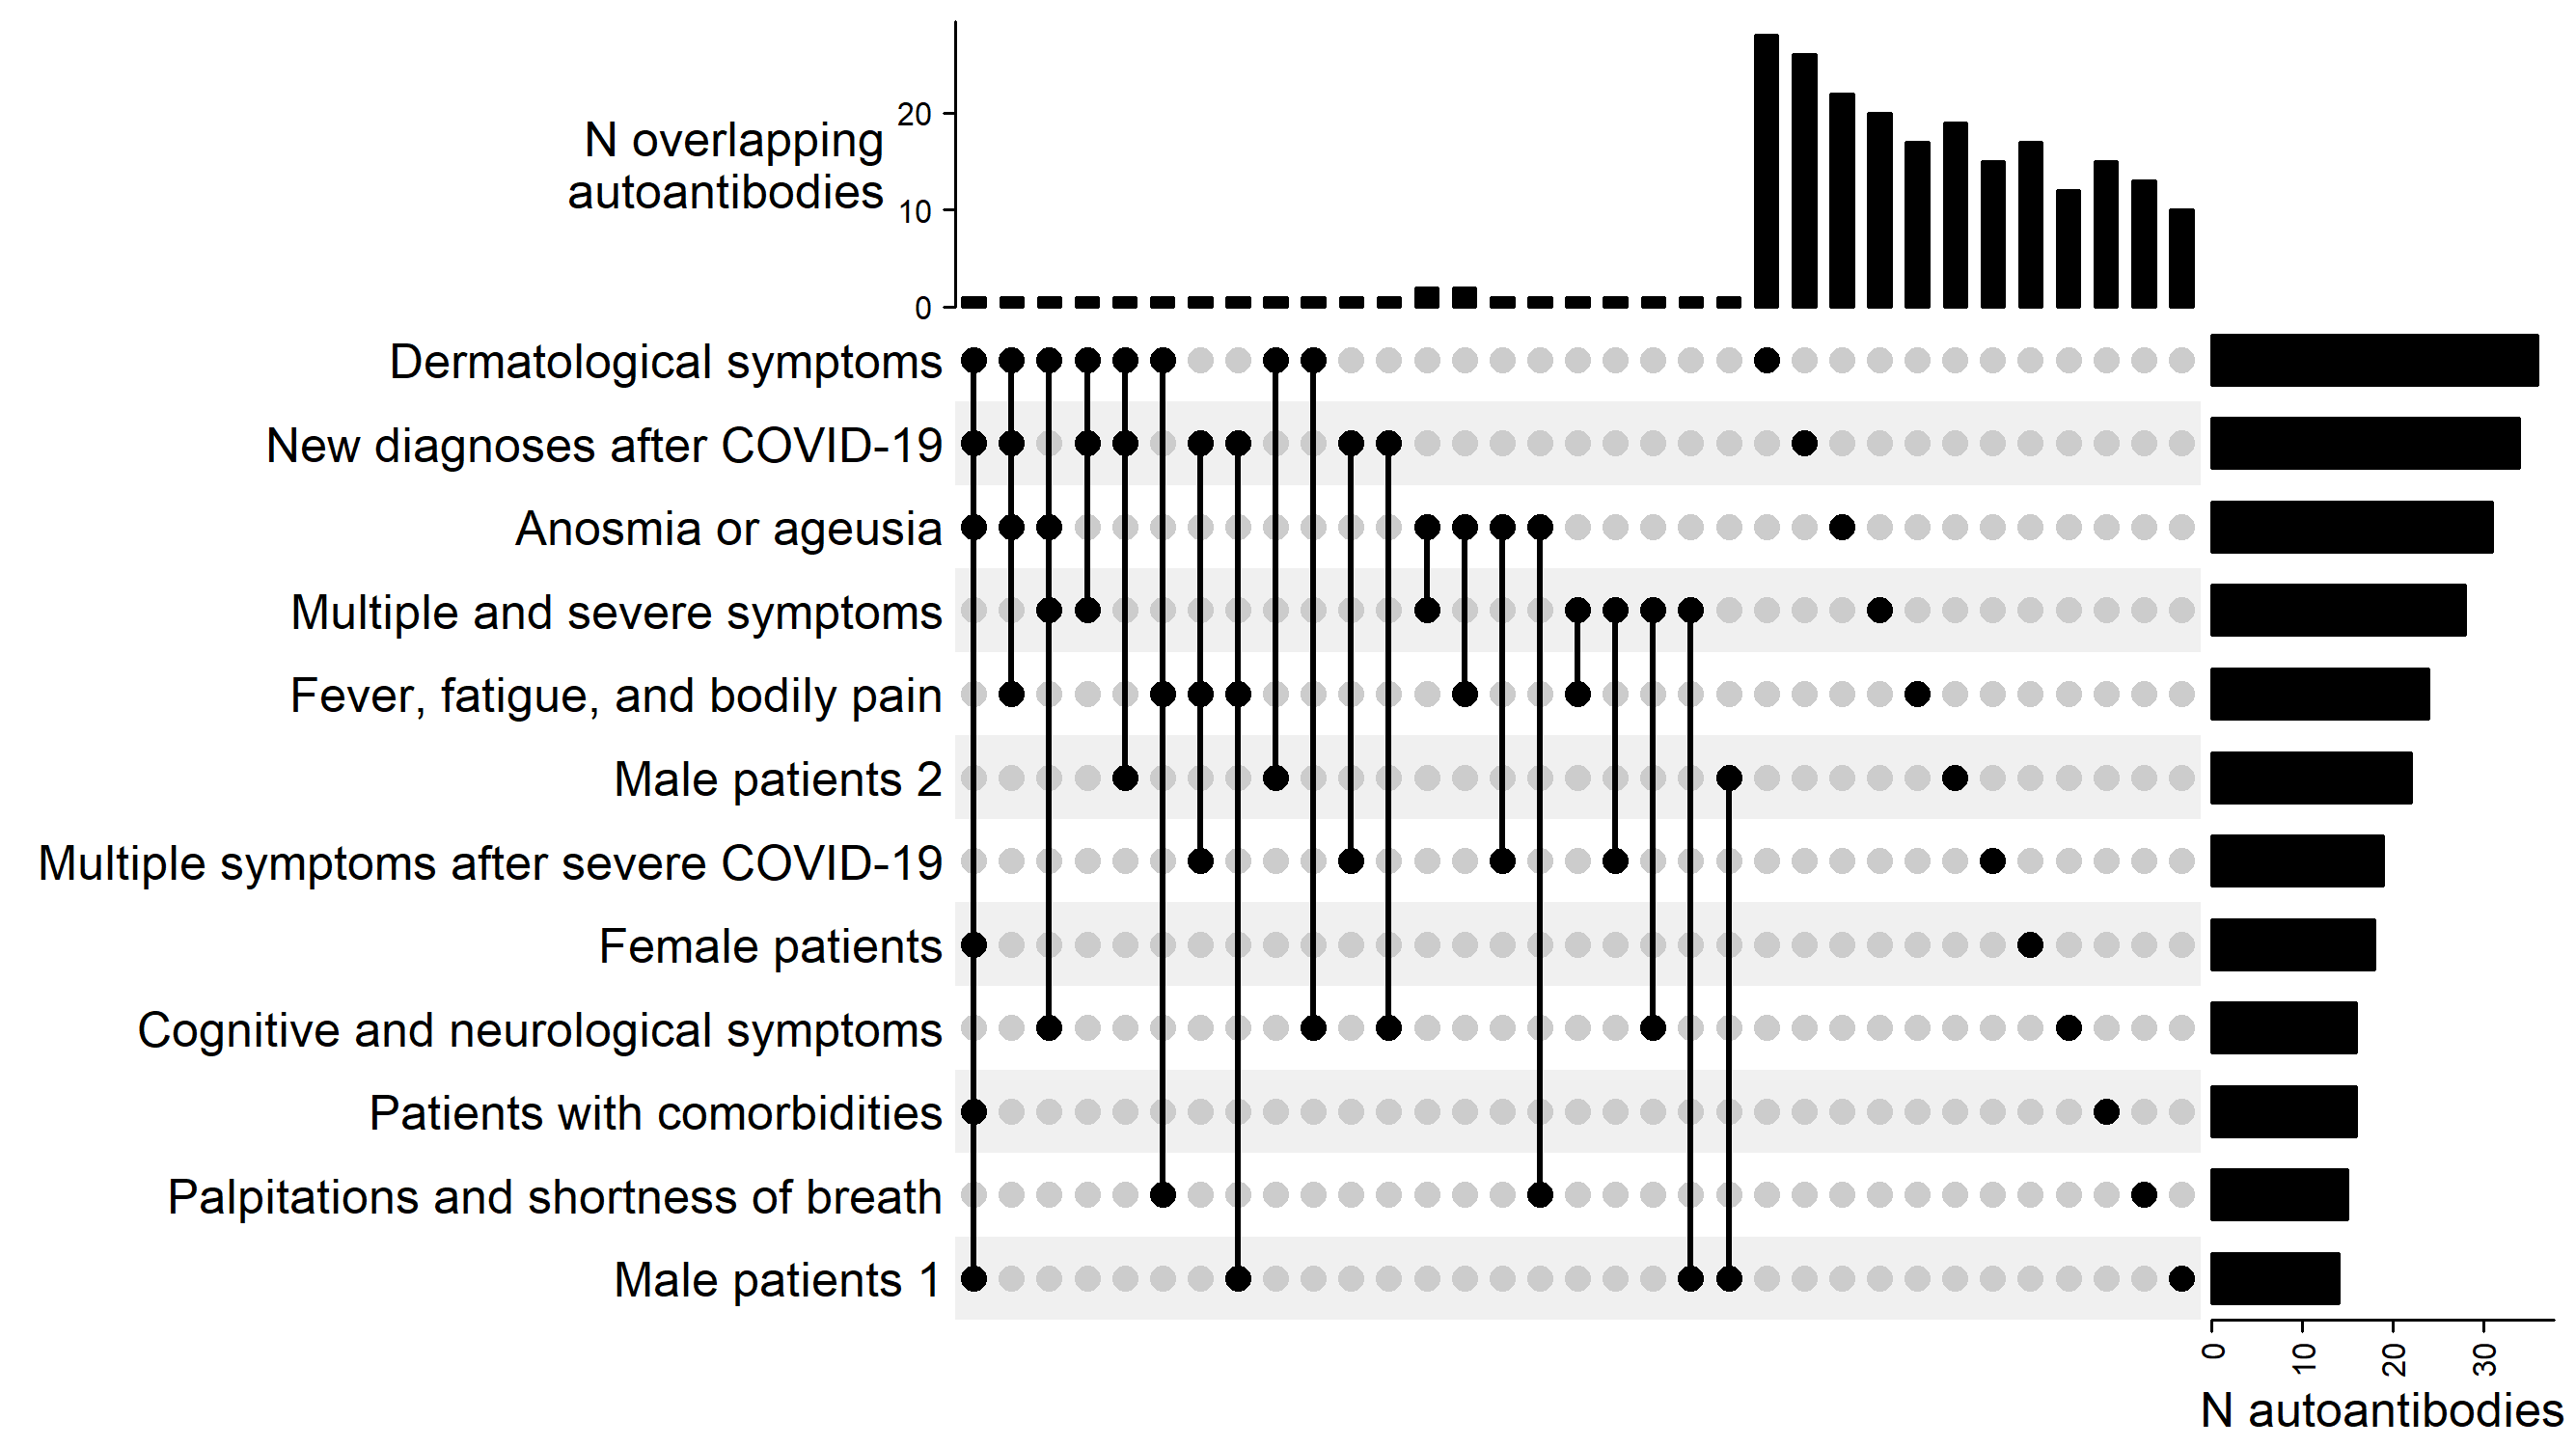 N overlapping
autoantibodies
20
10
0
Dermatological symptoms
New diagnoses after COVID-19
Anosmia or ageusia
Multiple and severe symptoms
Fever, fatigue, and bodily pain
Male patients 2
Multiple symptoms after severe COVID-19
Female patients
Cognitive and neurological symptoms
Patients with comorbidities
Palpitations and shortness of breath
Male patients 1
0
10
20
30
N autoantibodies